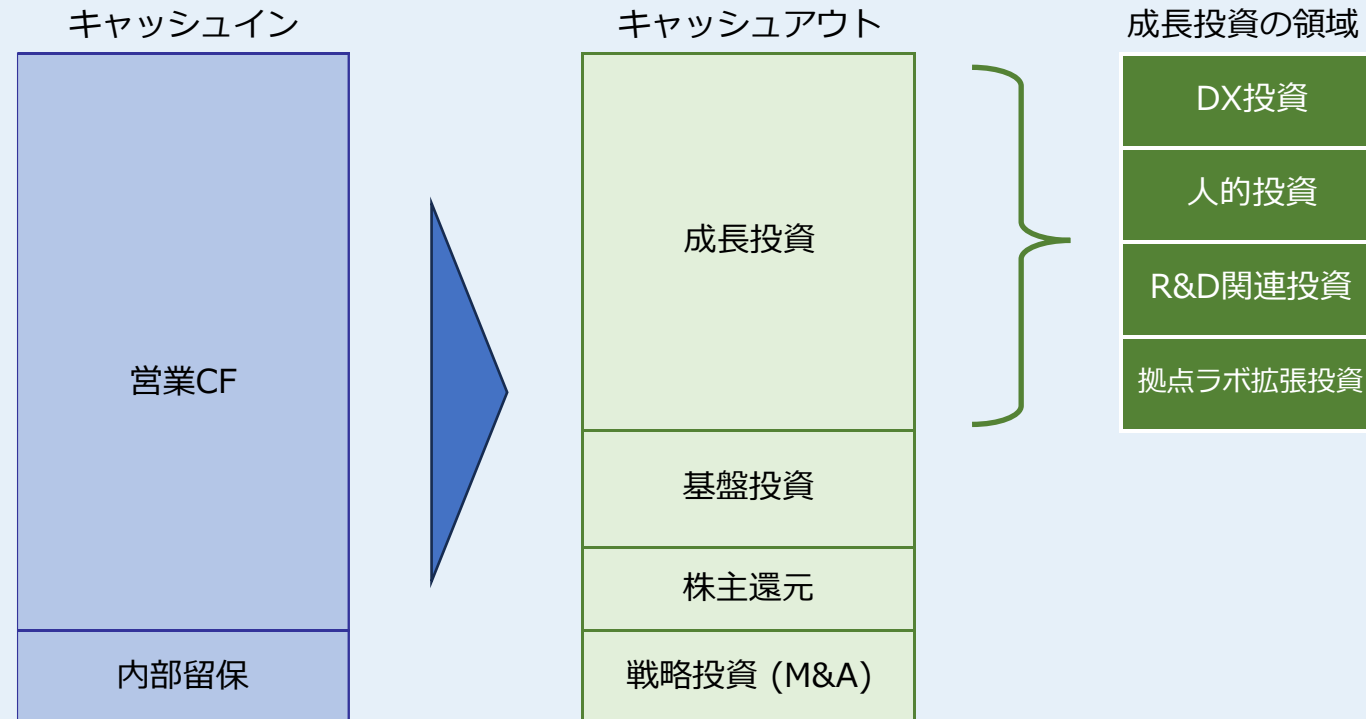 キャッシュイン
営業CF
内部留保
キャッシュアウト
成長投資
基盤投資
株主還元
戦略投資 (M&A)
成長投資の領域
DX投資
人的投資
R&D関連投資
拠点ラボ拡張投資